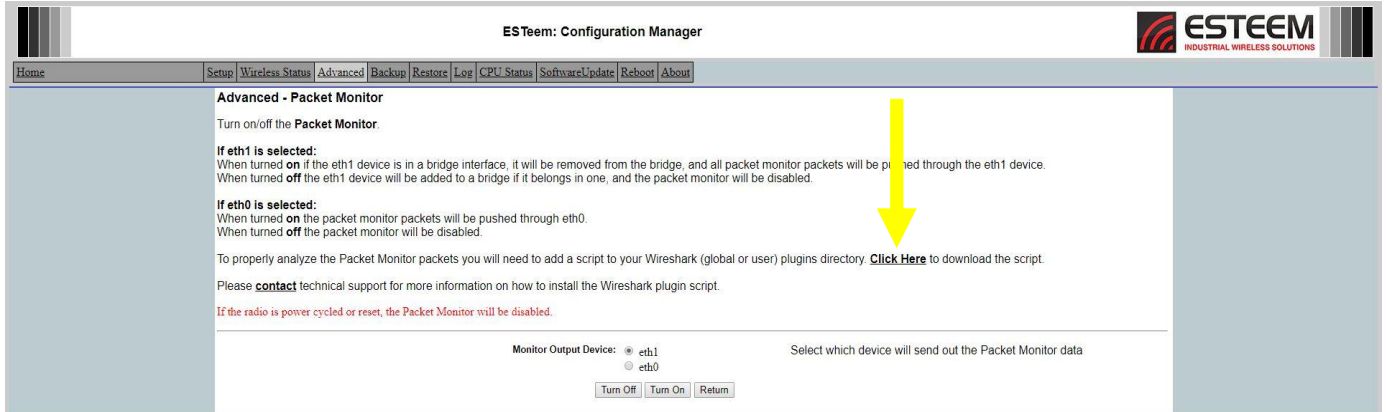 ESTeem: Configuration Manager
ESTEEM
INDUSTRIAL WIRELESS SOLUTIONS
Home Setup Wireless Status Advanced Backup Restore Log CPU Status SoftwareUpdate Reboot About
Advanced - Packet Monitor
Turn on/off the Packet Monitor.
If eth1 is selected:
When turned on if the eth1 device is in a bridge interface, it will be removed from the bridge, and all packet monitor packets will be through the eth1 device.
When turned off the eth1 device will be added to a bridge if it belongs in one, and the packet monitor will be disabled.
If eth0 is selected:
When turned on the packet monitor packets will be pushed through eth0.
When turned off the packet monitor will be disabled.
To properly analyze the Packet Monitor packets you will need to add a script to your Wireshark (global or user) plugins directory. Click Here to download the script.
Please contact technical support for more information on how to install the Wireshark plugin script.
If the radio is power cycled or reset, the Packet Monitor will be disabled.
Monitor Output Device: eth1 Select which device will send out the Packet Monitor data
eth0
Turn Off Turn On Return